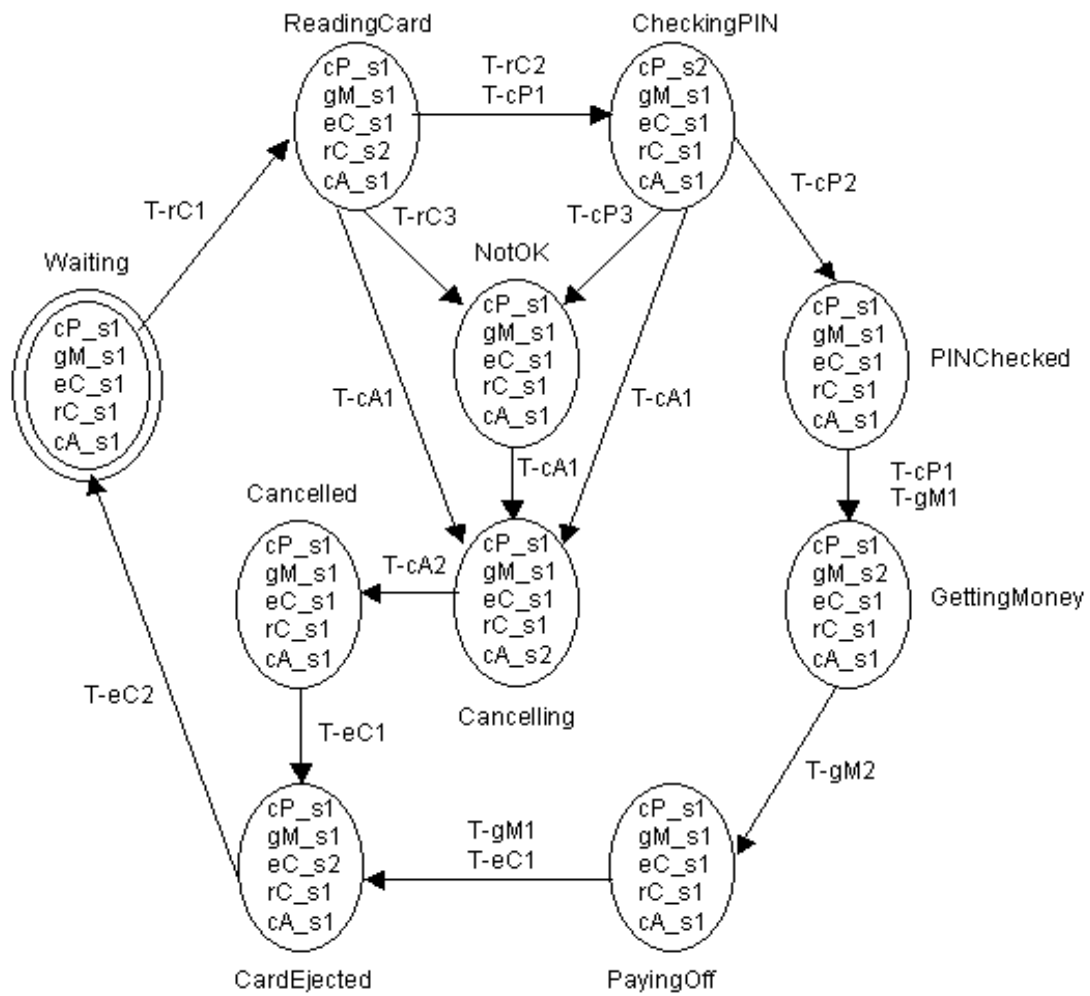 ReadingCard
CheckingPIN
cP_s1
gM_s1
eC_s1
rC_s2
cA_s1
T-rC2
T-cP1
cP_s2
gM_s1
eC_s1
rC_s1
cA_s1
T-rC1
T-rC3
T-cP3
T-cP2
Waiting
cP_s1
gM_s1
eC_s1
rC_s1
cA_s1
NotOK
cP_s1
gM_s1
eC_s1
rC_s1
cA_s1
cP_s1
gM_s1
eC_s1
rC_s1
cA_s1
PINChecked
T-cA1
T-cA1
T-cA1
T-cP1
T-gM1
Cancelled
cP_s1
gM_s1
eC_s1
rC_s1
cA_s1
T-cA2
cP_s1
gM_s1
eC_s1
rC_s1
cA_s2
Cancelling
cP_s1
gM_s2
eC_s1
rC_s1
cA_s1
GettingMoney
T-eC2
T-eC1
T-gM2
cP_s1
gM_s1
eC_s2
rC_s1
cA_s1
CardEjected
T-gM1
T-eC1
cP_s1
gM_s1
eC_s1
rC_s1
cA_s1
PayingOff